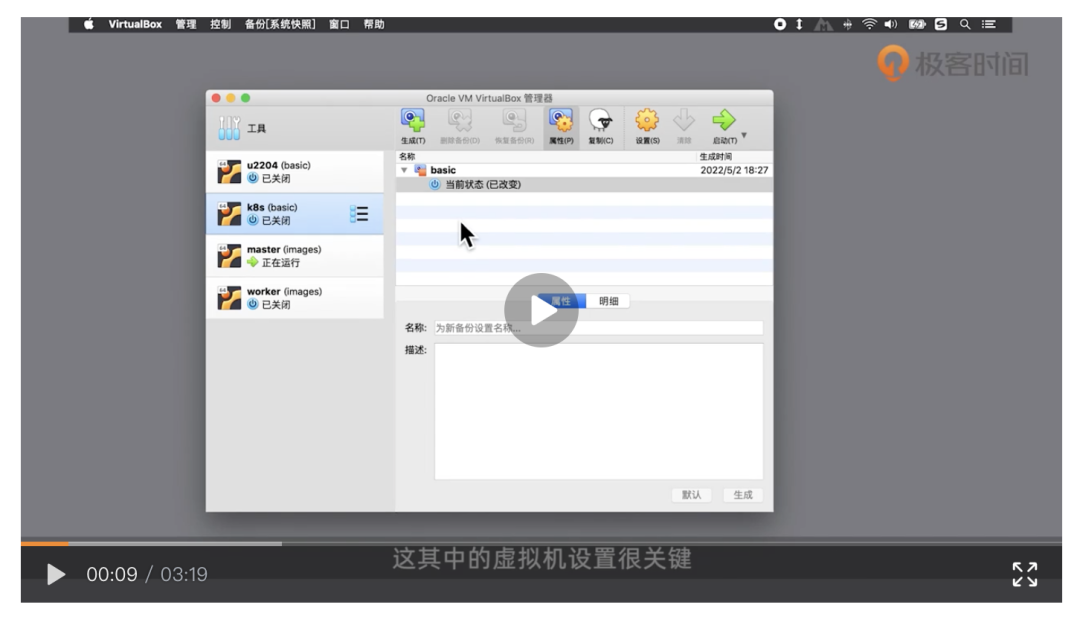 VirtualBox 管理 控制 备份[系统快照] 窗口 帮助
极客时间
Oracle VM VirtualBox 管理器
工具
生成(T) 删除备份(D) 恢复备份(R) 属性(P) 复制(C) 设置(S) 清除 启动(T)
名称 生成时间
basic 2022/5/2 18:27
当前状态 (已改变)
u2204 (basic)
已关闭
k8s (basic)
已关闭
master (images)
正在运行
worker (images)
已关闭
属性 明细
名称: 为新备份设置名称...
描述:
默认 生成
这其中的虚拟机设置很关键
00:09 / 03:19